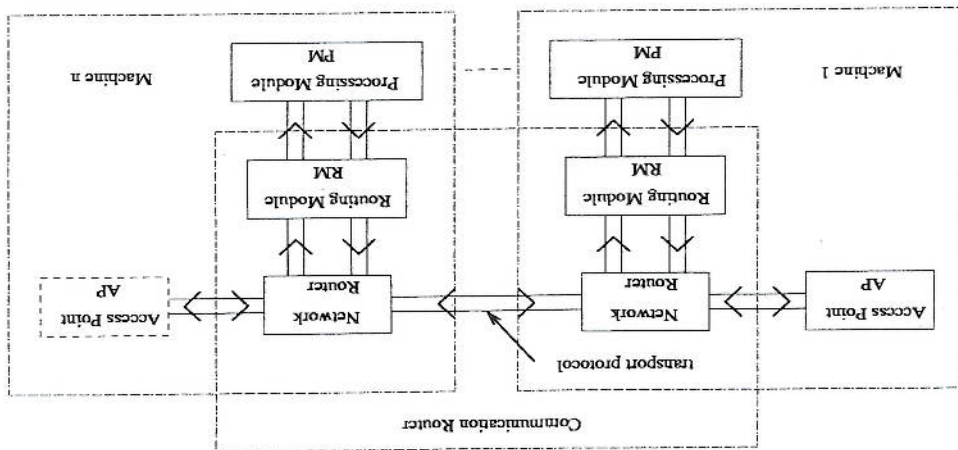 Communication Router
transport protocol
Access Point
AP
Network
Router
Network
Router
Access Point
AP
Routing Module
RM
Routing Module
RM
Machine 1
Processing Module
PM
Processing Module
PM
Machine n